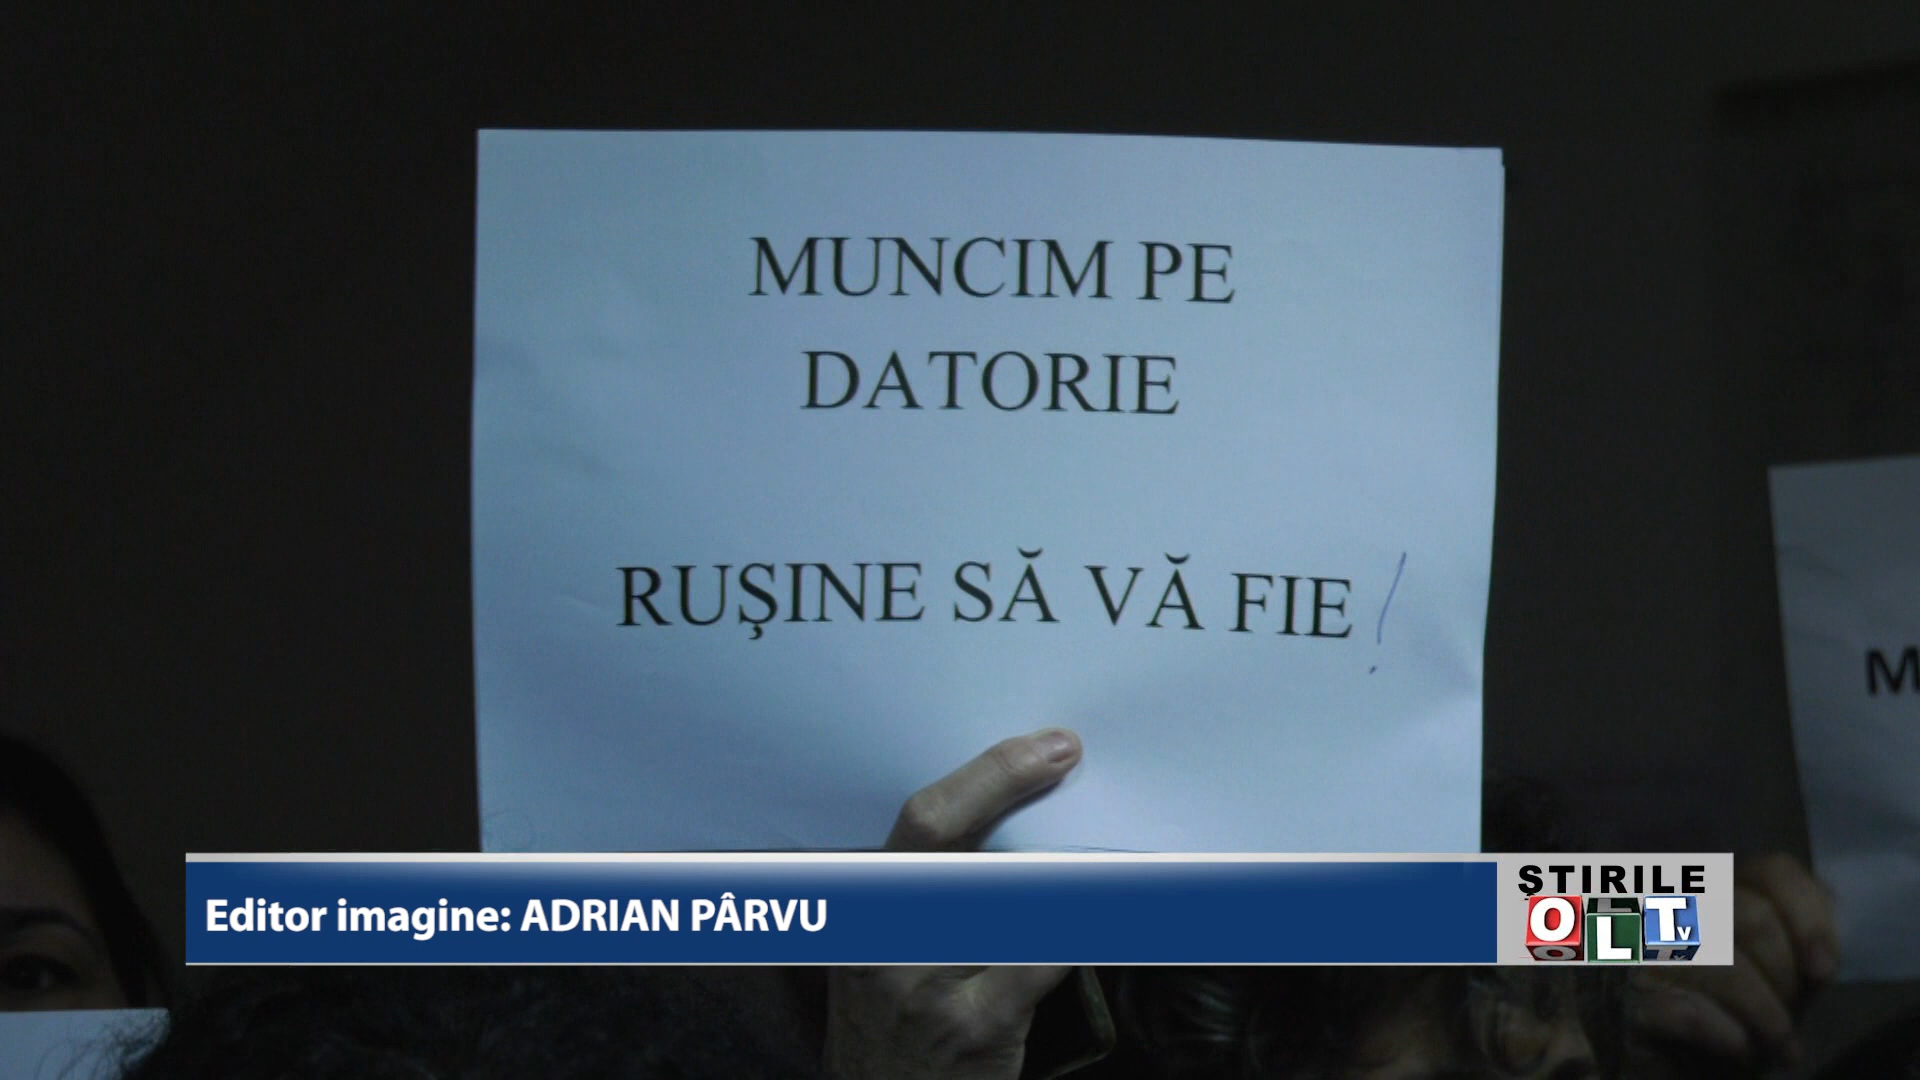 MUNCIM PE
DATORIE
RUŞINE SĂ VĂ FIE!
M
Editor imagine: ADRIAN PÂRVU
ŞTIRILE
OLTv